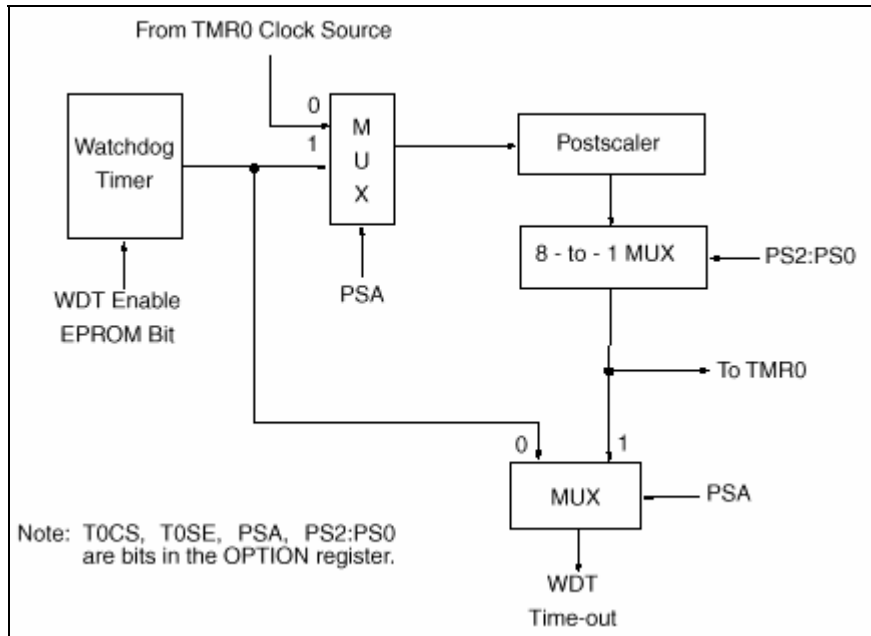 From TMR0 Clock Source
0
1
Watchdog
Timer
M
U
X
Postscaler
8 - to - 1 MUX
PS2:PS0
WDT Enable
EPROM Bit
PSA
To TMR0
0
1
MUX
PSA
Note: T0CS, T0SE, PSA, PS2:PS0
are bits in the OPTION register.
WDT
Time-out